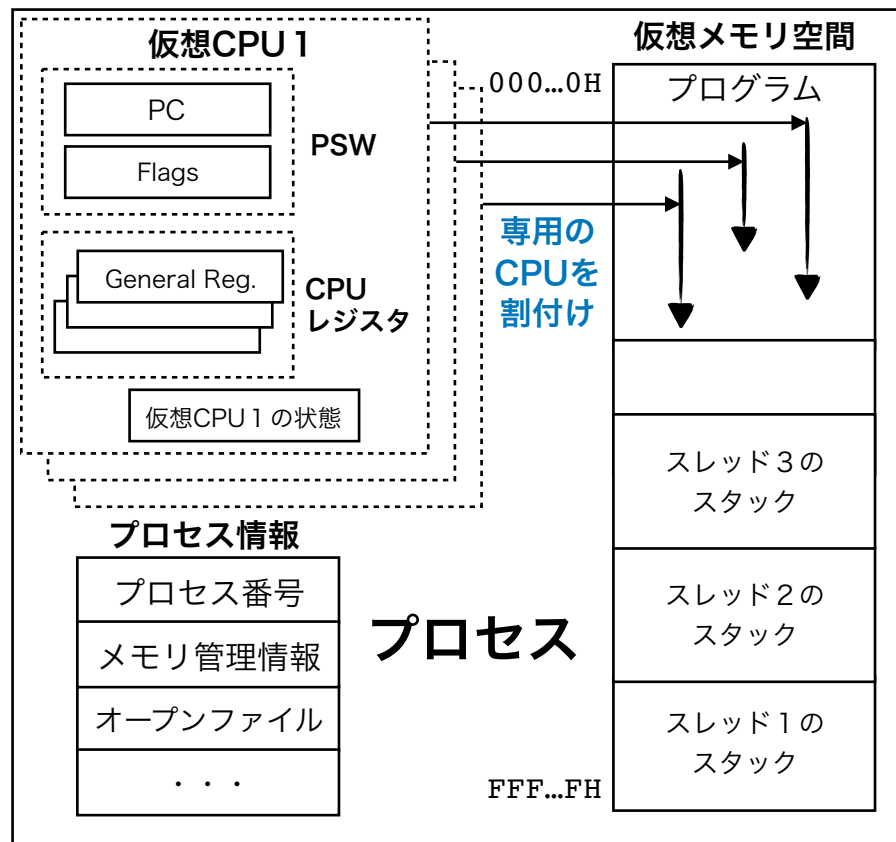 仮想CPU１
PC
Flags
PSW
General Reg.
CPU
レジスタ
仮想CPU１の状態
専用の
CPUを
割付け
仮想メモリ空間
000…0H
プログラム
スレッド３の
スタック
スレッド２の
スタック
スレッド１の
スタック
FFF…FH
プロセス情報
プロセス番号
メモリ管理情報
オープンファイル
・・・
プロセス